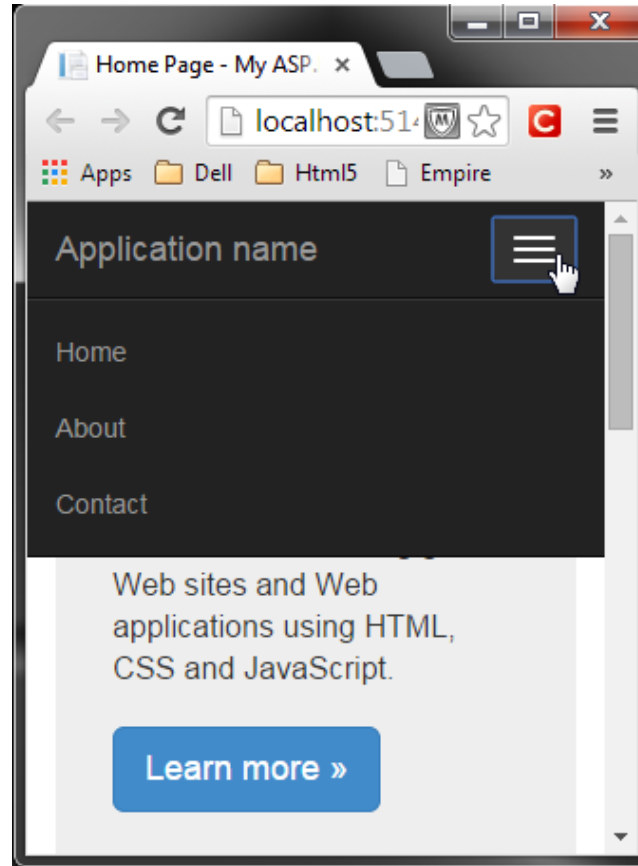 Home Page - My ASP.
localhost:514
Apps Dell Html5 Empire »
Application name
Home
About
Contact
Web sites and Web
applications using HTML,
CSS and JavaScript.
Learn more »